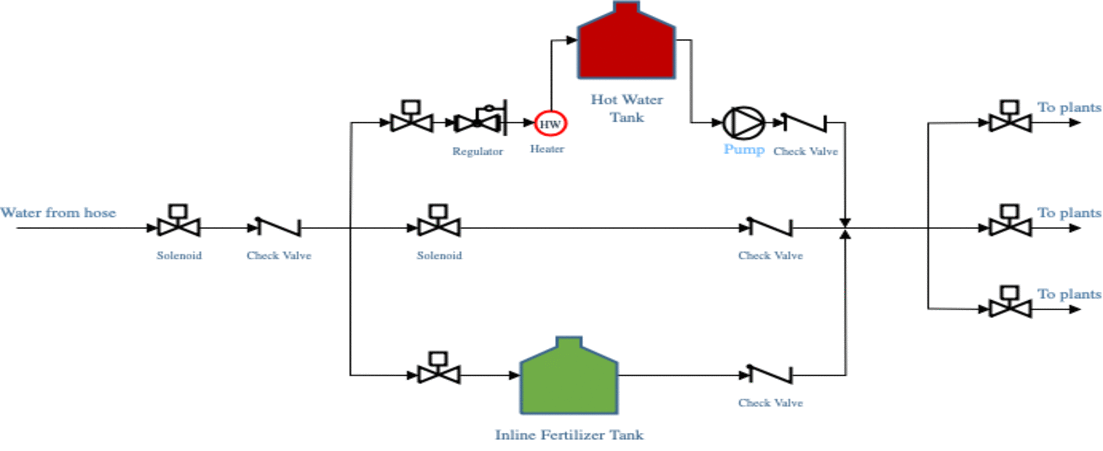 Hot Water
Tank
To plants
HW
Regulator
Heater
Pump
Check Valve
Water from hose
To plants
Solenoid
Check Valve
Solenoid
Check Valve
To plants
Check Valve
Inline Fertilizer Tank